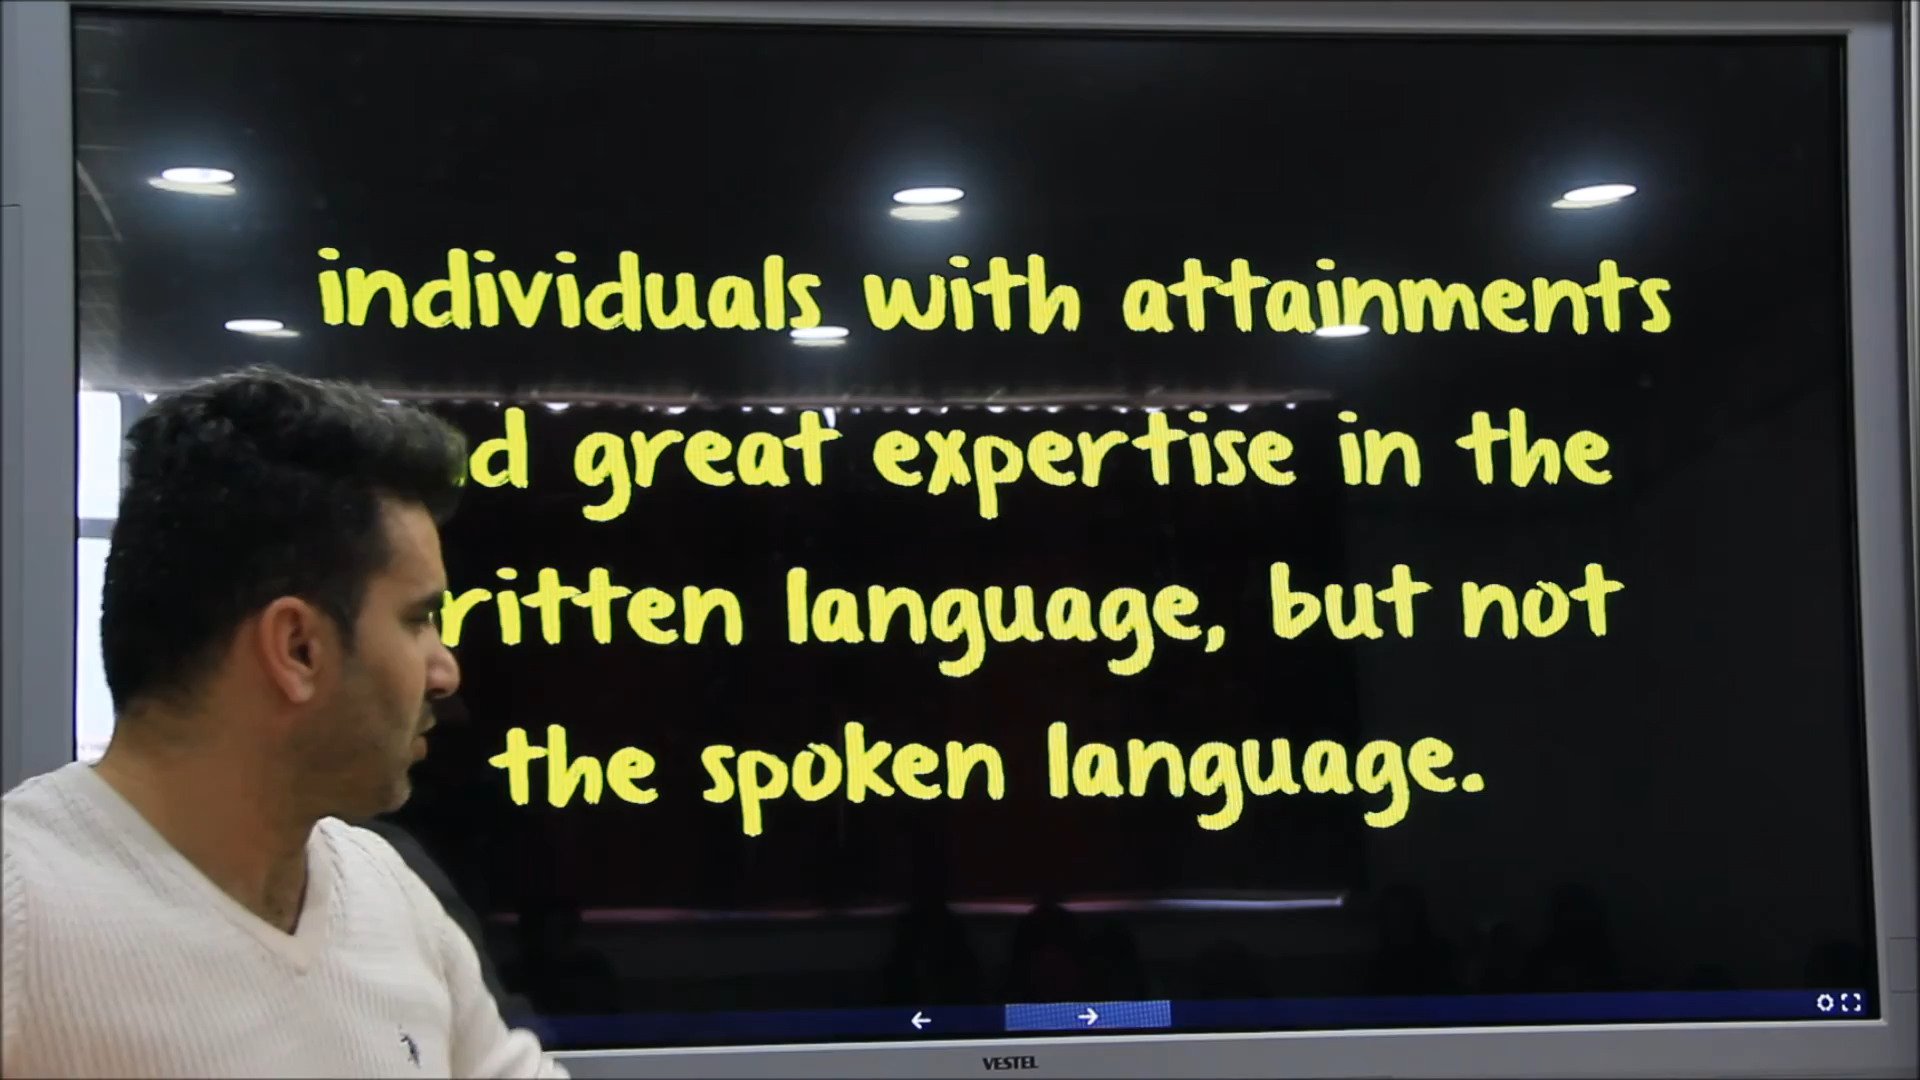 individuals with attainments
great expertise in the
language, but not
the spoken language.
VESTEL